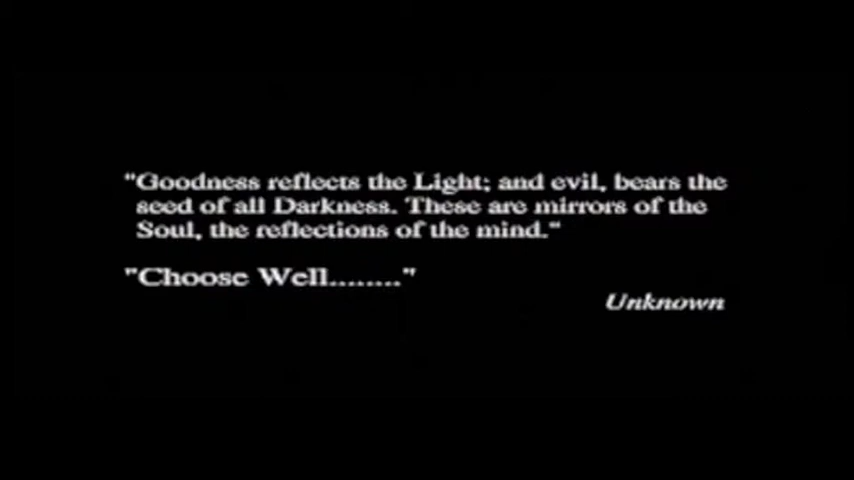 "Goodness reflects the Light; and evil, bears the
seed of all Darkness. These are mirrors of the
Soul, the reflections of the mind."
"Choose Well........"
Unknown